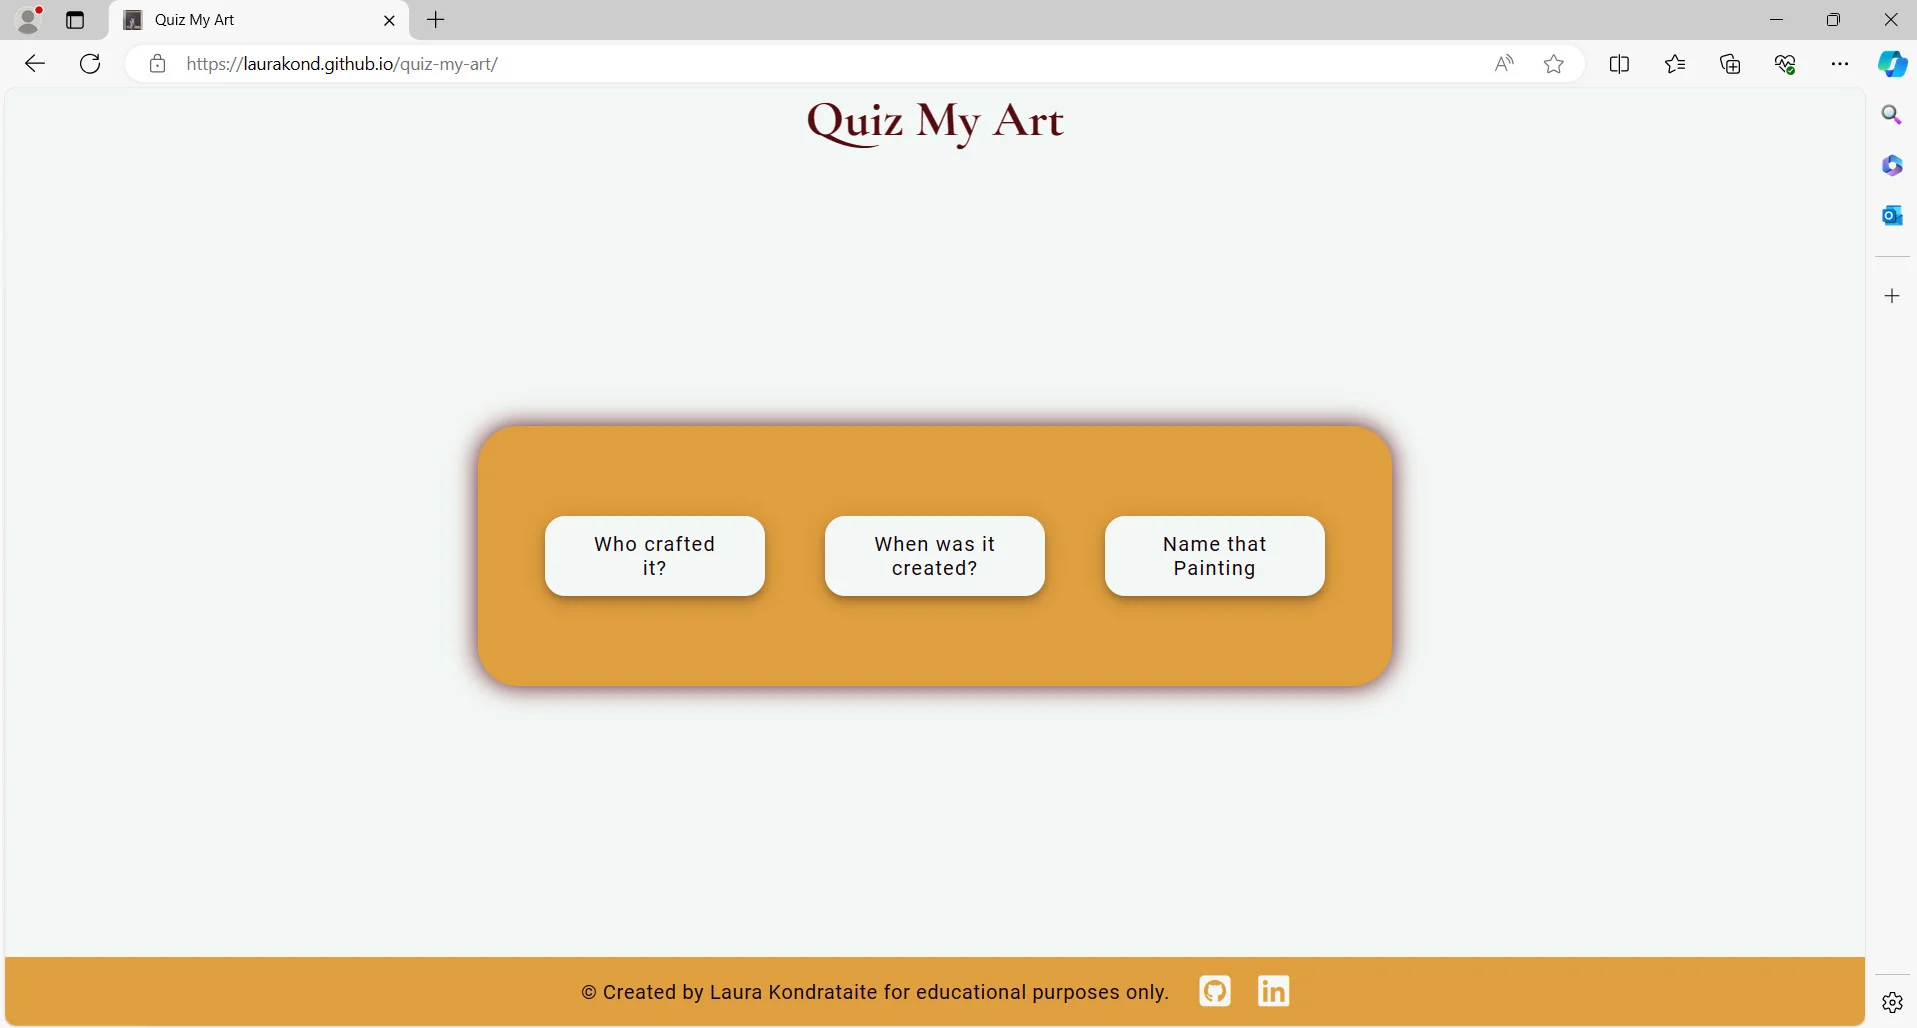 Quiz My Art
https://laurakond.github.io/quiz-my-art/
Quiz My Art
Who crafted
it?
When was it
created?
Name that
Painting
© Created by Laura Kondrataite for educational purposes only.